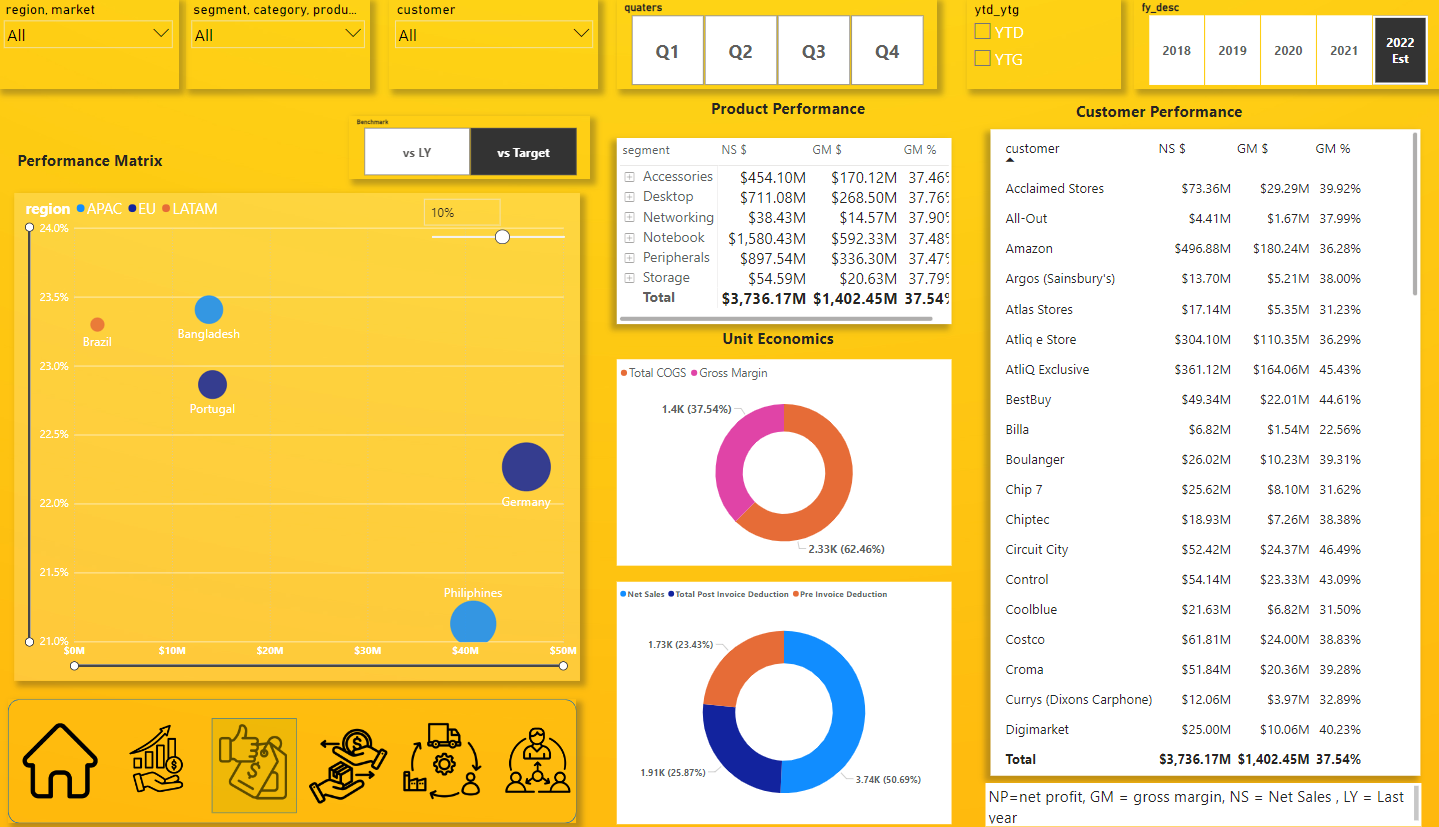 region, market
All
segment, category, produ...
All
customer
All
quaters
Q1 Q2 Q3 Q4
ytd_ytg
YTD
YTG
fy_desc
2018 2019 2020 2021 2022 Est
Benchmark
vs LY vs Target
Performance Matrix
region APAC EU LATAM
10%
24.0%
23.5%
23.0%
22.5%
22.0%
21.5%
21.0%
Brazil
Bangladesh
Portugal
Germany
Philiphines
$0M $10M $20M $30M $40M $50M
Product Performance
segment NS $ GM $ GM %
Accessories $454.10M $170.12M 37.46%
Desktop $711.08M $268.50M 37.76%
Networking $38.43M $14.57M 37.90%
Notebook $1,580.43M $592.33M 37.48%
Peripherals $897.54M $336.30M 37.47%
Storage $54.59M $20.63M 37.79%
Total $3,736.17M $1,402.45M 37.54%
Unit Economics
Total COGS Gross Margin
1.4K (37.54%)
2.33K (62.46%)
Net Sales Total Post Invoice Deduction Pre Invoice Deduction
1.73K (23.43%)
1.91K (25.87%)
3.74K (50.69%)
Customer Performance
customer NS $ GM $ GM %
Acclaimed Stores $73.36M $29.29M 39.92%
All-Out $4.41M $1.67M 37.99%
Amazon $496.88M $180.24M 36.28%
Argos (Sainsbury's) $13.70M $5.21M 38.00%
Atlas Stores $17.14M $5.35M 31.23%
Atliq e Store $304.10M $110.35M 36.29%
AtliQ Exclusive $361.12M $164.06M 45.43%
BestBuy $49.34M $22.01M 44.61%
Billa $6.82M $1.54M 22.56%
Boulanger $26.02M $10.23M 39.31%
Chip 7 $25.62M $8.10M 31.62%
Chiptec $18.93M $7.26M 38.38%
Circuit City $52.42M $24.37M 46.49%
Control $54.14M $23.33M 43.09%
Coolblue $21.63M $6.82M 31.50%
Costco $61.81M $24.00M 38.83%
Croma $51.84M $20.36M 39.28%
Currys (Dixons Carphone) $12.06M $3.97M 32.89%
Digimarket $25.00M $10.06M 40.23%
Total $3,736.17M $1,402.45M 37.54%
NP=net profit, GM = gross margin, NS = Net Sales , LY = Last
vear